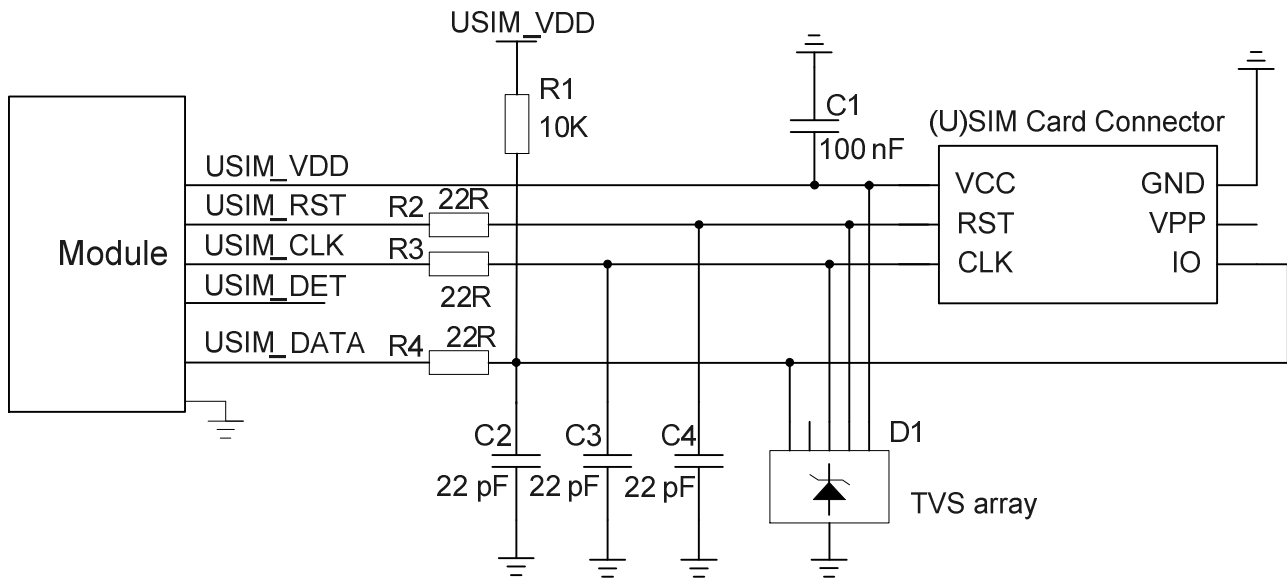 USIM_VDD
R1
10K
C1
100 nF
(U)SIM Card Connector
USIM_VDD
VCC
GND
USIM_RST
R2
22R
RST
VPP
Module
USIM_CLK
R3
22R
CLK
IO
USIM_DET
USIM_DATA
R4
22R
C2
22 pF
C3
22 pF
C4
22 pF
D1
TVS array